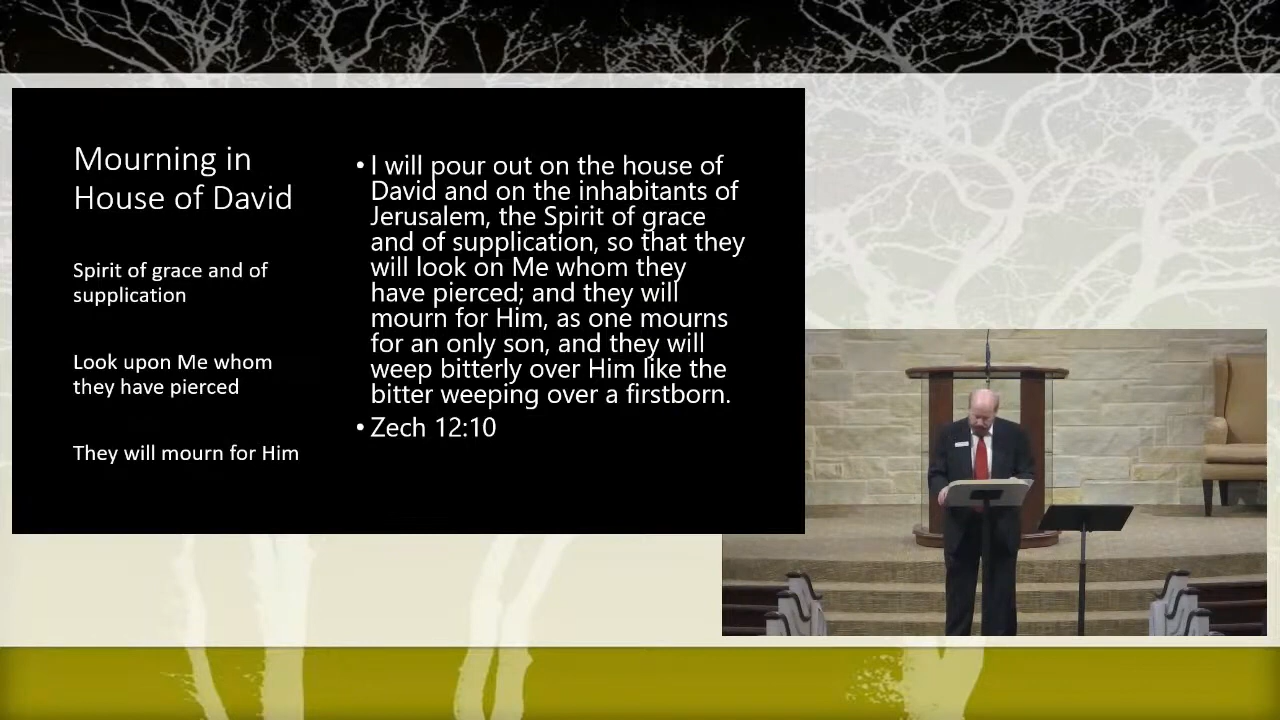 Mourning in
House of David
Spirit of grace and of
supplication
Look upon Me whom
they have pierced
They will mourn for Him
• I will pour out on the house of
David and on the inhabitants of
Jerusalem, the Spirit of grace
and of supplication, so that they
will look on Me whom they
have pierced; and they will
mourn for Him, as one mourns
for an only son, and they will
weep bitterly over Him like the
bitter weeping over a firstborn.
• Zech 12:10